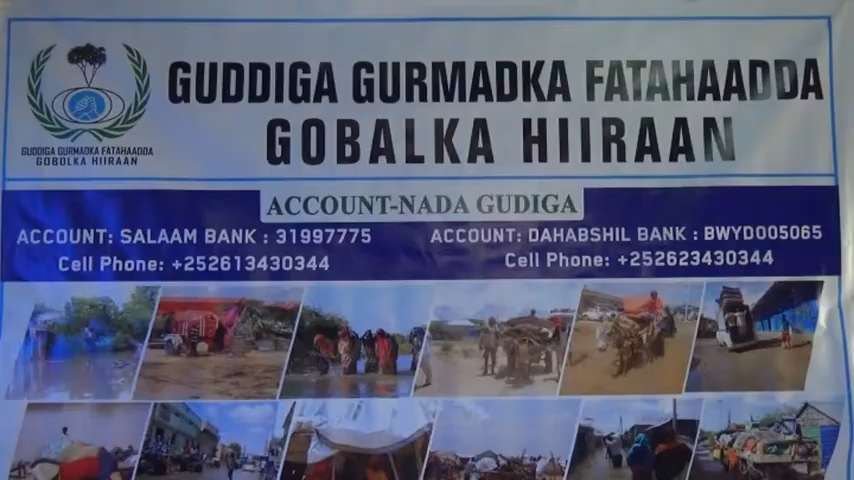 GUDDIGA GURMADKA FATAHAADDA
GOBALKA HIIRAAN
GUDDIGA GURMADKA FATAHAADDA
GOBOLKA HIIRAAN
ACCOUNT-NADA GUDIGA
ACCOUNT: SALAAM BANK : 31997775
Cell Phone: +252613430344
ACCOUNT: DAHABSHIL BANK : BWYD005065
Cell Phone: +252623430344